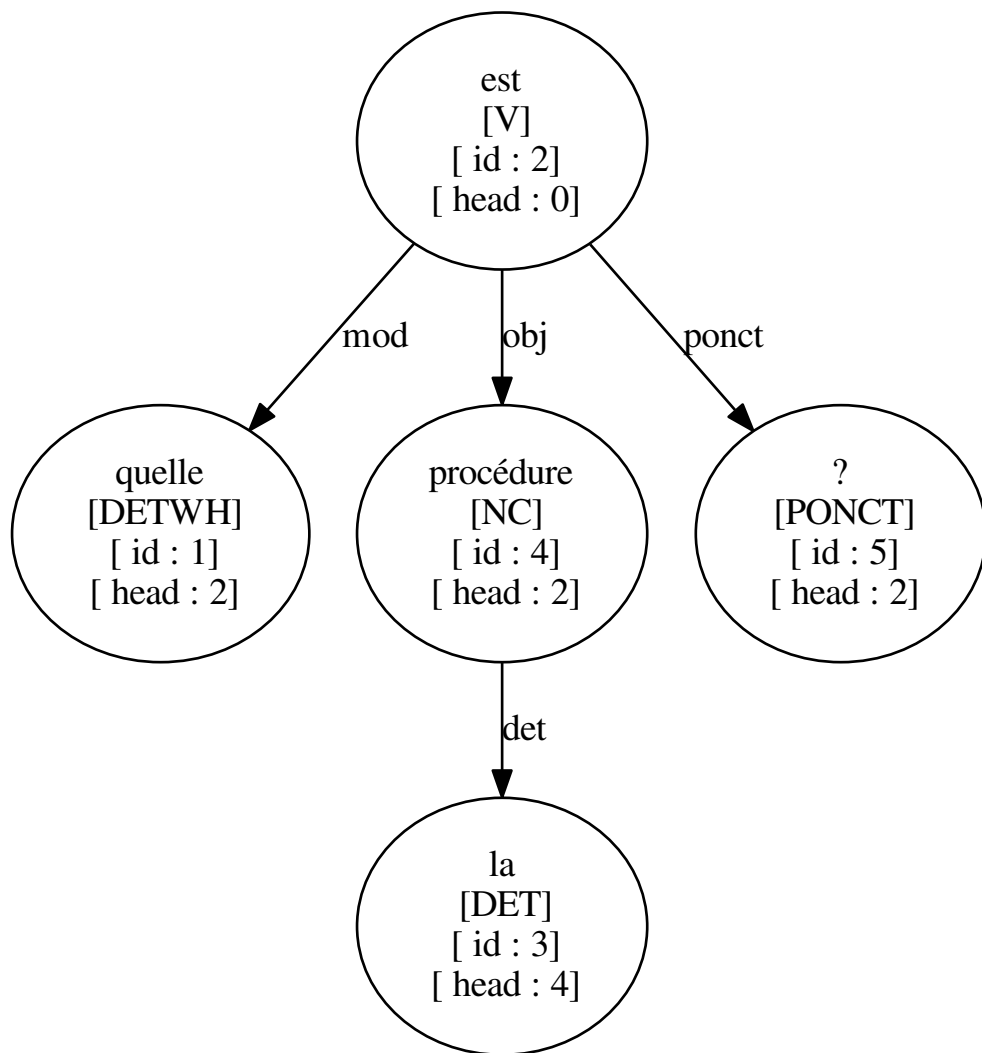 est
[V]
[ id : 2]
[ head : 0]
mod
obj
ponct
quelle
[DETWH]
[ id : 1]
[ head : 2]
procédure
[NC]
[ id : 4]
[ head : 2]
?
[PONCT]
[ id : 5]
[ head : 2]
det
la
[DET]
[ id : 3]
[ head : 4]